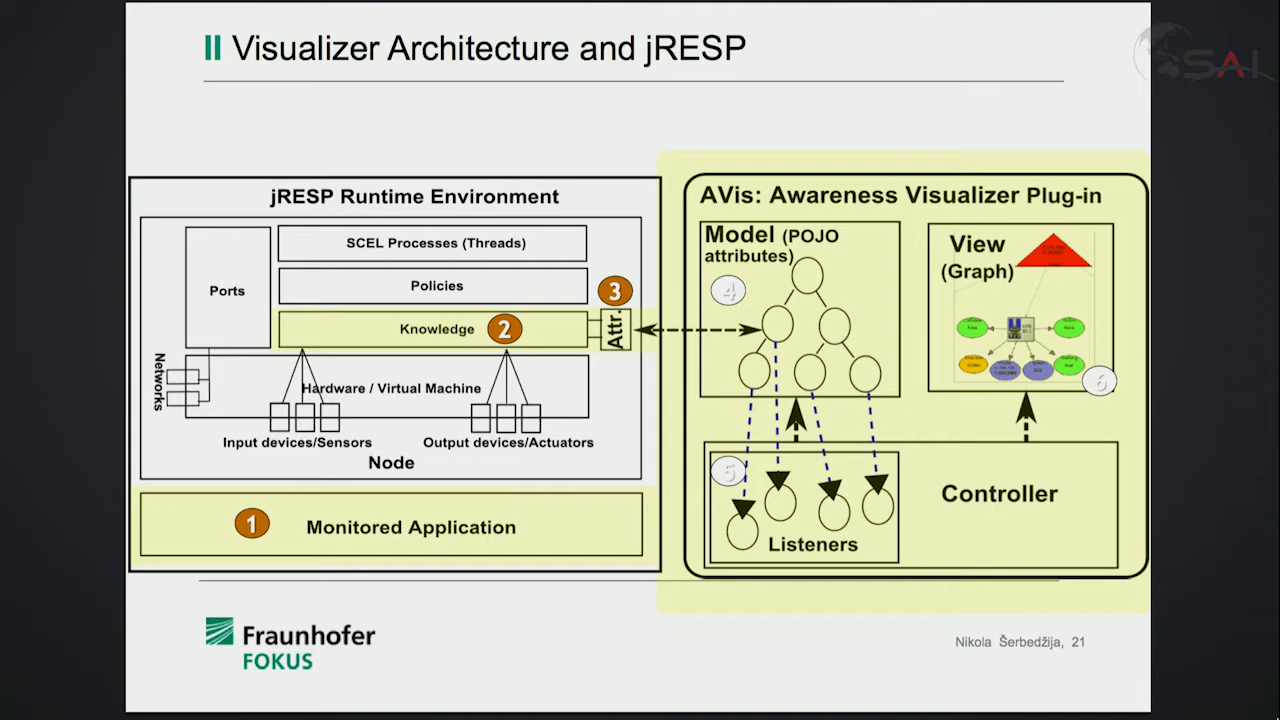 II Visualizer Architecture and jRESP
SAI
jRESP Runtime Environment
SCEL Processes (Threads)
Ports
Policies
3
Knowledge
2
Attr.
Networks
Hardware / Virtual Machine
Input devices/Sensors
Output devices/Actuators
Node
1
Monitored Application
AVis: Awareness Visualizer Plug-in
Model (POJO
attributes)
4
View
(Graph)
6
5
Listeners
Controller
Fraunhofer
FOKUS
Nikola Šerbedžija, 21